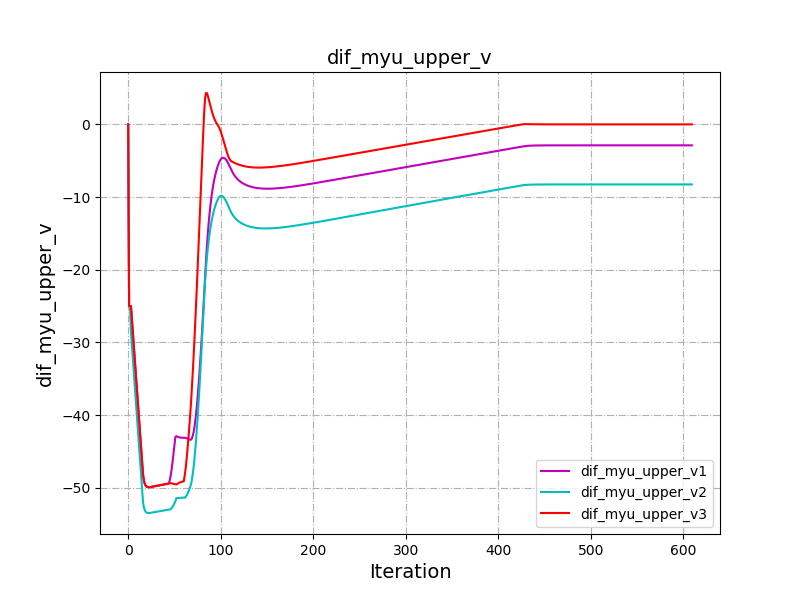 dif_myu_upper_v
dif_myu_upper_v
0
−10
−20
−30
−40
−50
0
100
200
300
400
500
600
Iteration
dif_myu_upper_v1
dif_myu_upper_v2
dif_myu_upper_v3